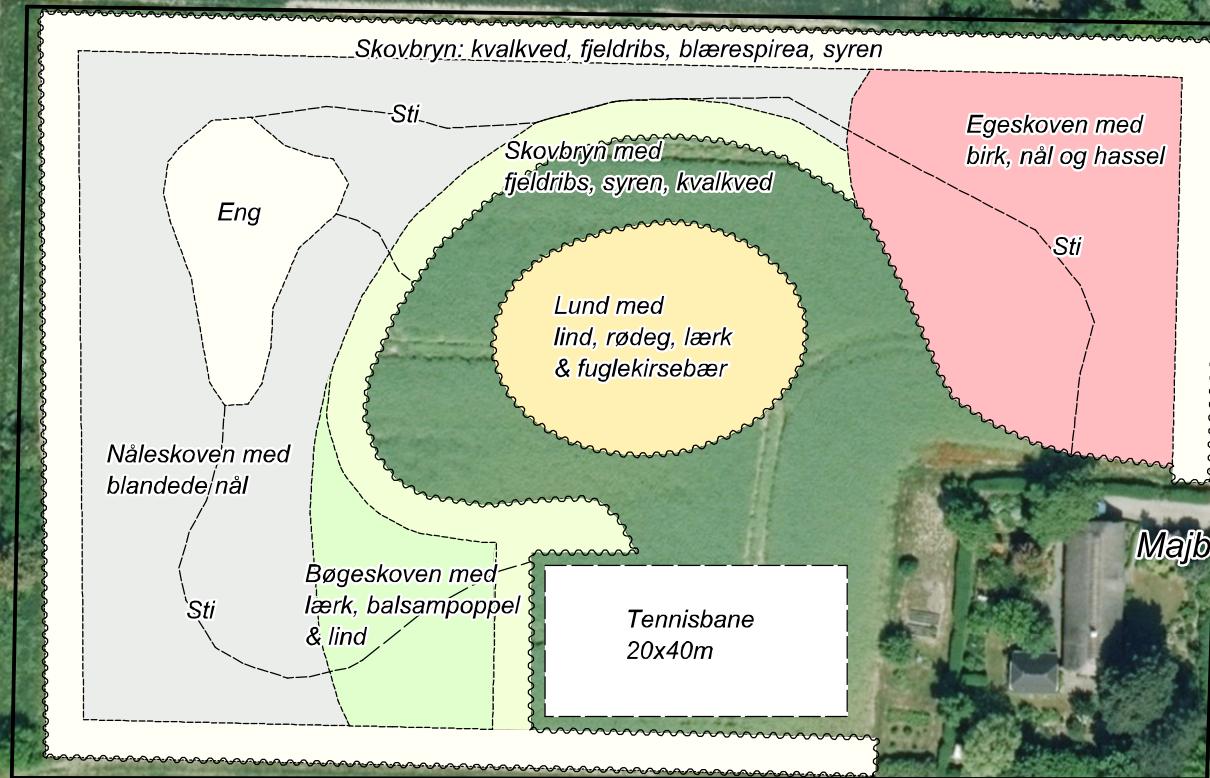 Skovbryn: kvalkved, fjeldribs, blærespirea, syren
Sti
Egeskoven med
birk, nål og hassel
Skovbryn med
fjeldribs, syren, kvalkved
Eng
Sti
Lund med
lind, rødeg, lærk
& fuglekirsebær
Nåleskoven med
blandede nål
Majb
Bøgeskoven med
lærk, balsampoppel
& lind
Sti
Tennisbane
20x40m